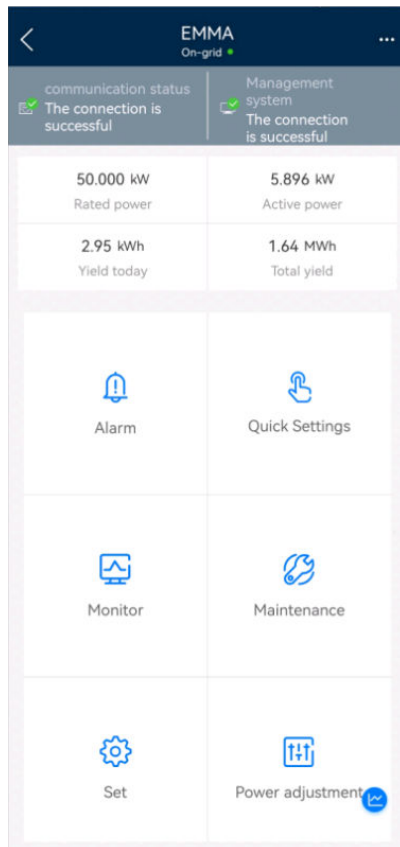 EMMA
On-grid
communication status
The connection is
successful
Management
system
The connection
is successful
50.000 kW
Rated power
5.896 kW
Active power
2.95 kWh
Yield today
1.64 MWh
Total yield
Alarm
Quick Settings
Monitor
Maintenance
Set
Power adjustment